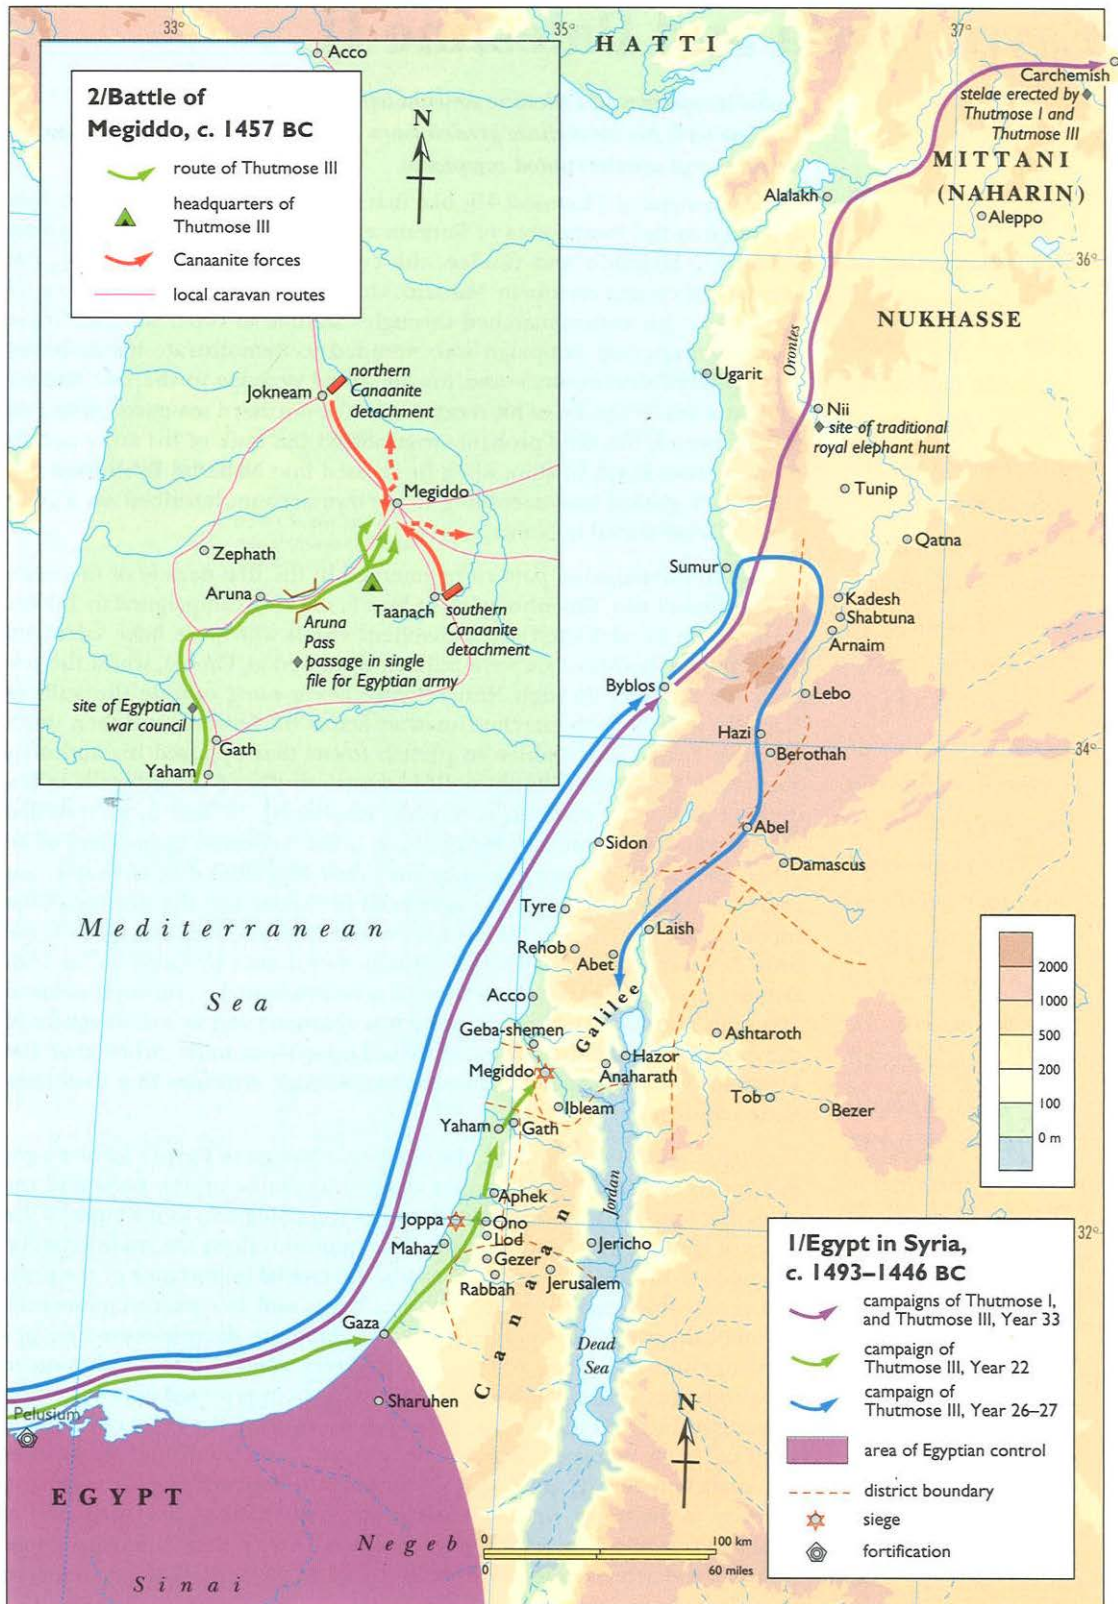 33°
35°
37°
HATTI
Acco
2/Battle of
Megiddo, c. 1457 BC
route of Thutmose III
headquarters of
Thutmose III
Canaanite forces
local caravan routes
N
Jokneam
northern
Canaanite
detachment
Megiddo
Zephath
Aruna
Taanach
southern
Canaanite
detachment
Aruna
Pass
passage in single
file for Egyptian army
site of Egyptian
war council
Gath
Yaham
Carchemish
stelae erected by
Thutmose I and
Thutmose III
MITTANI
(NAHARIN)
Alalakh
Aleppo
36°
NUKHASSE
Orontes
Ugarit
Nii
site of traditional
royal elephant hunt
Tunip
Qatna
Sumur
Kadesh
Shabtuna
Arnaim
Byblos
Lebo
Hazi
34°
Berothah
Abel
Sidon
Damascus
Mediterranean
Sea
Tyre
Laish
Rehob
Abet
Acco
Galilee
Geba-shemen
Ashtaroth
Hazor
Megiddo
Anaharath
Tob
Bezer
Ibleam
Yaham
Gath
Jordan
Aphek
Joppa
Ono
32°
Mahaz
Lod
Jericho
Gezer
Rabbah
Jerusalem
Canaan
Gaza
Dead
Sea
Sharuhen
Pelusium
EGYPT
Negeb
Sinai
N
0
100 km
0
60 miles
2000
1000
500
200
100
0 m
1/Egypt in Syria,
c. 1493–1446 BC
campaigns of Thutmose I,
and Thutmose III, Year 33
campaign of
Thutmose III, Year 22
campaign of
Thutmose III, Year 26–27
area of Egyptian control
district boundary
siege
fortification